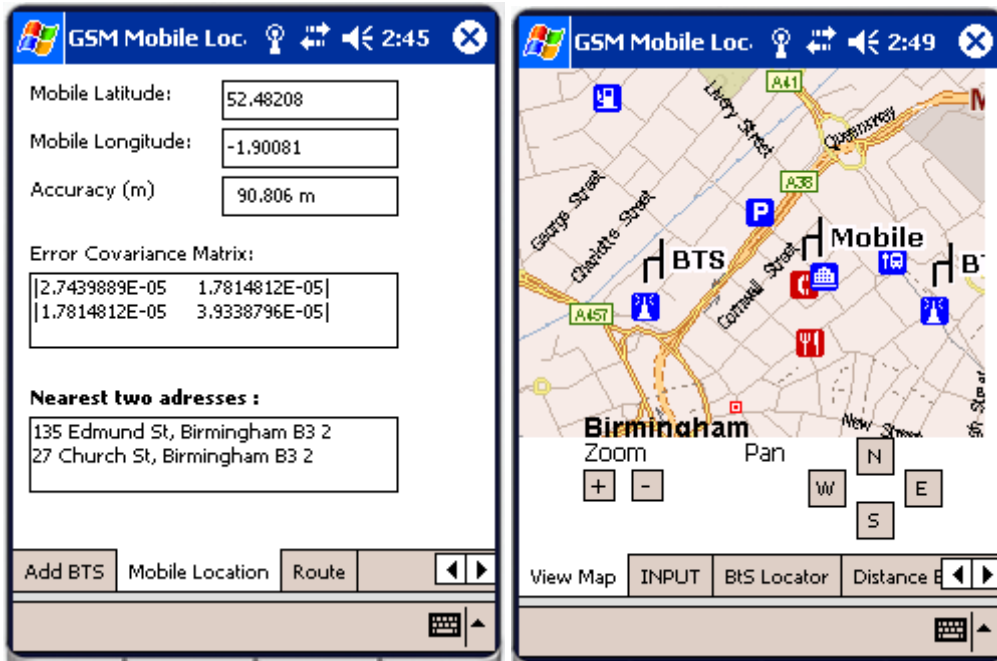 GSM Mobile Loc. 2:45
Mobile Latitude: 52.48208
Mobile Longitude: -1.90081
Accuracy (m) 90.806 m
Error Covariance Matrix:
|2.7439889E-05 1.7814812E-05|
|1.7814812E-05 3.9338796E-05|
Nearest two adresses :
135 Edmund St, Birmingham B3 2
27 Church St, Birmingham B3 2
Add BTS Mobile Location Route
GSM Mobile Loc. 2:49
A41
Livery Street
Queensway
M
A38
George Street
Charlotte Street
P
Cornwall Street
Mobile
BTS
BT
A457
Birmingham
New Street
Zoom Pan
N
+ - W E
S
View Map INPUT BtS Locator Distance